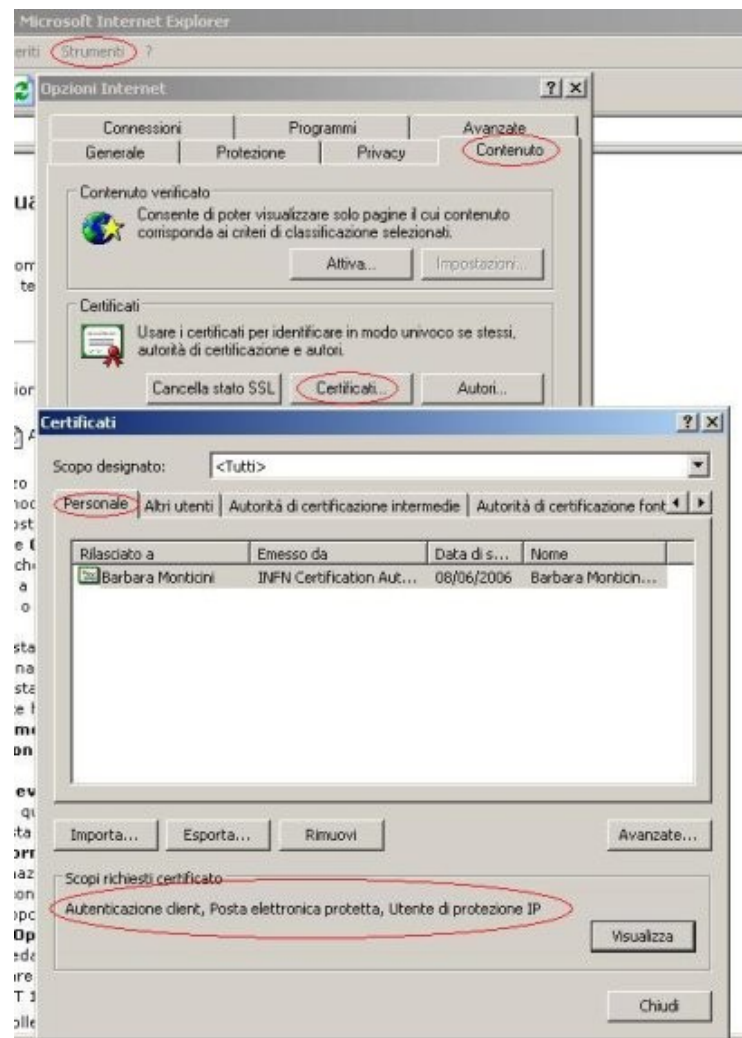 Microsoft Internet Explorer
Strumenti ?
Opzioni Internet
Connessioni Programmi Avanzate
Generale Protezione Privacy Contenuto
Contenuto verificato
Consente di poter visualizzare solo pagine il cui contenuto
corrisponda ai criteri di classificazione selezionati.
Attiva... Impostazioni...
Certificati
Usare i certificati per identificare in modo univoco se stessi,
autorità di certificazione e autori.
Cancella stato SSL Certificati... Autori...
Certificati
Scopo designato: <Tutti>
Personale Altri utenti Autorità di certificazione intermedie Autorità di certificazione font
Rilasciato a Emesso da Data di s... Nome
Barbara Monticini INFN Certification Aut... 08/06/2006 Barbara Monticin...
Importa... Esporta... Rimuovi Avanzate...
Scopi richiesti certificato
Autenticazione client, Posta elettronica protetta, Utente di protezione IP
Visualizza
Chiudi